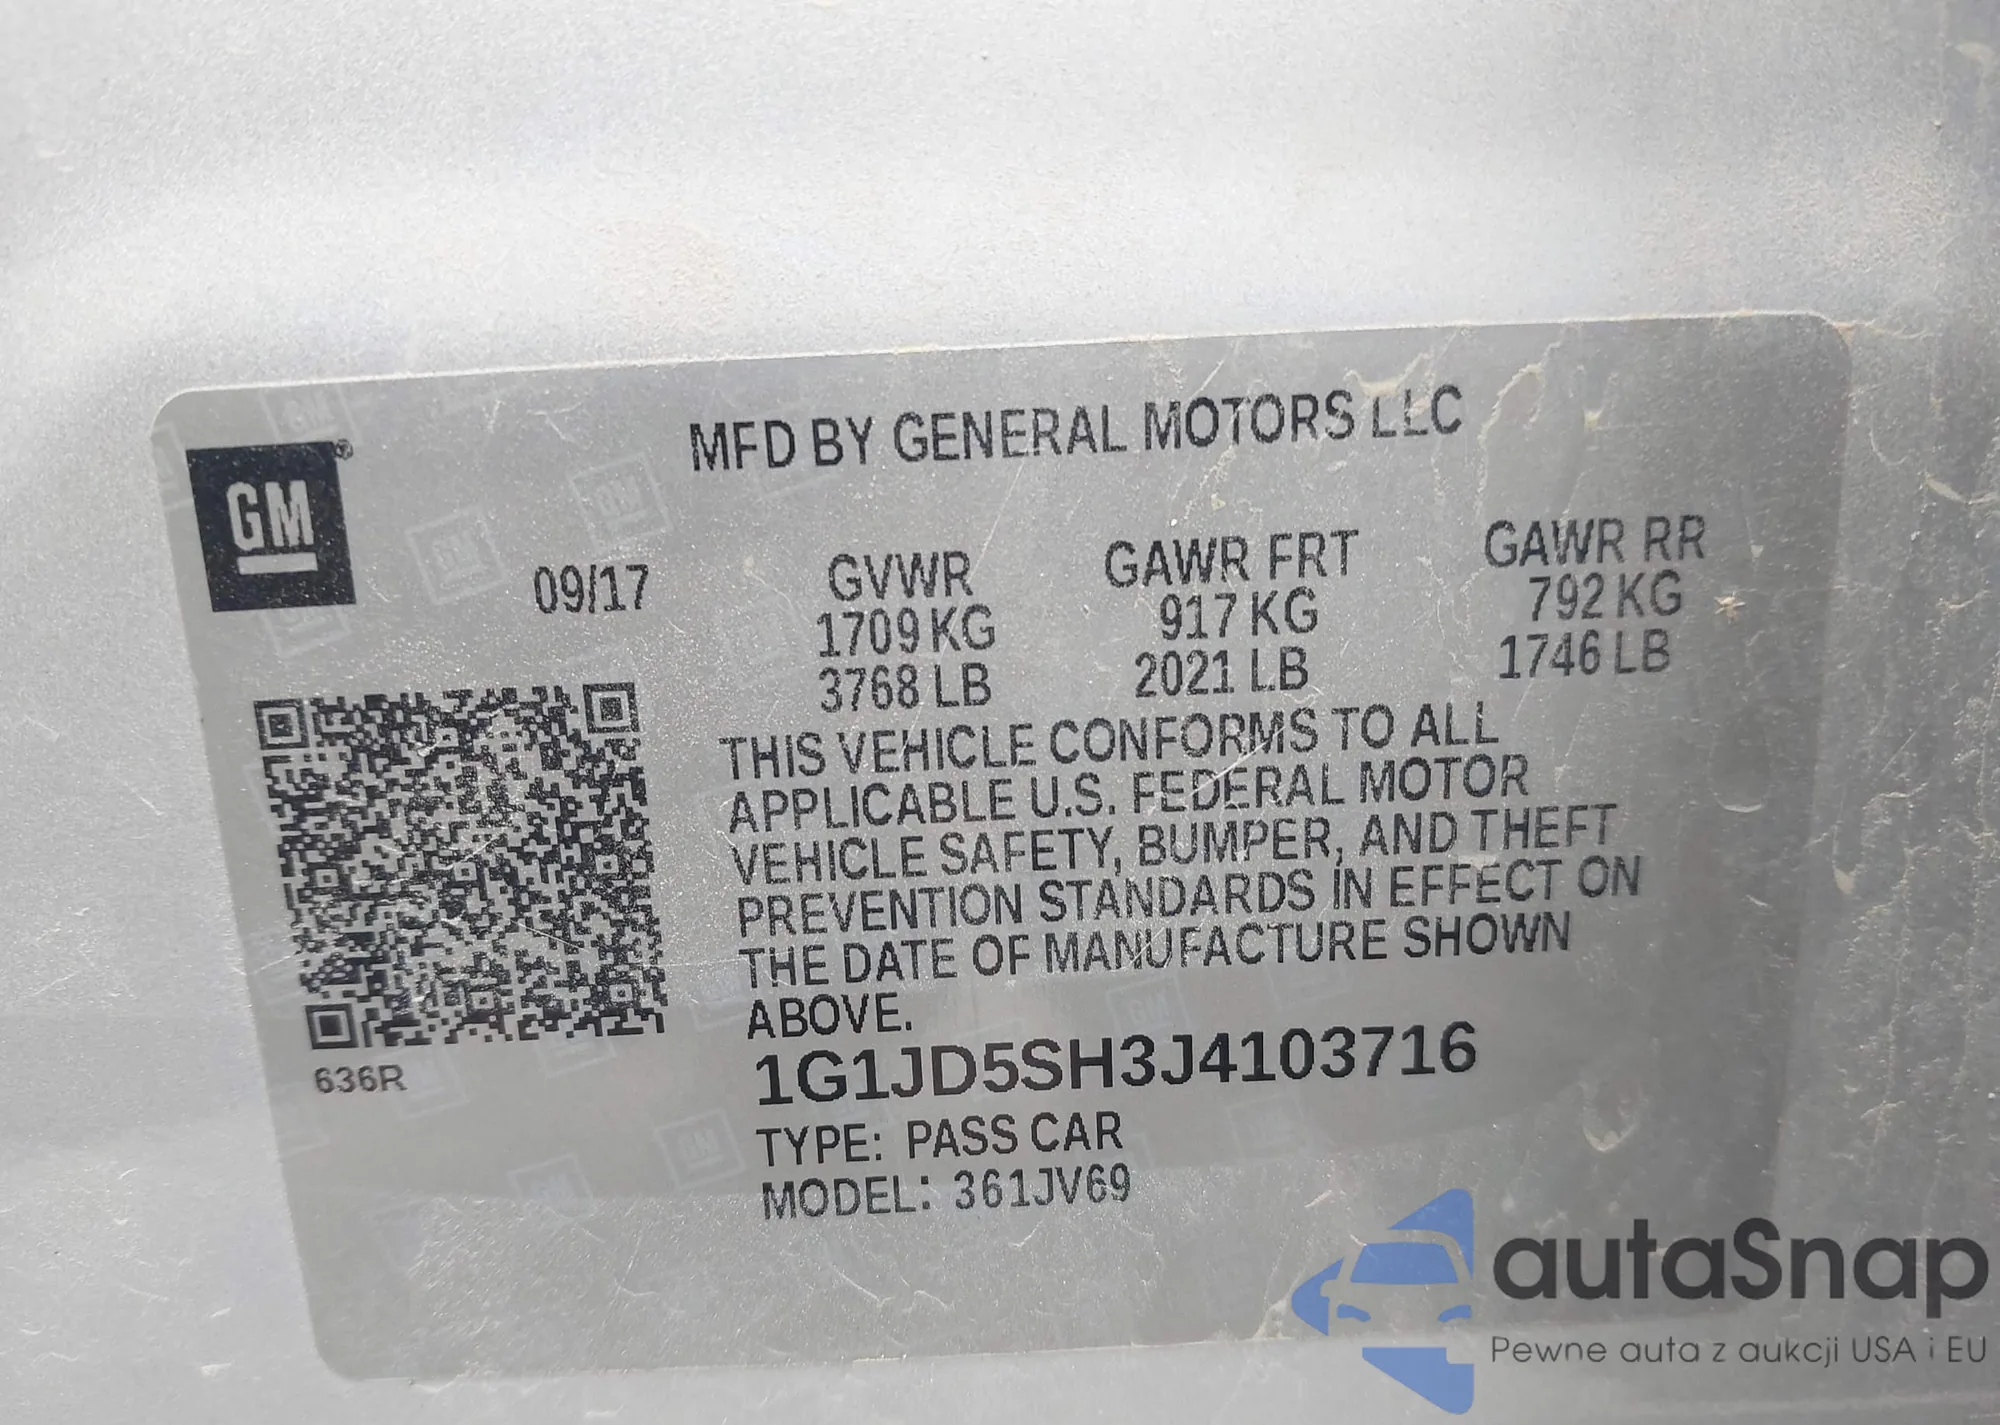 MFD BY GENERAL MOTORS LLC
GM®
09/17
GVWR GAWR FRT GAWR RR
1709 KG 917 KG 792 KG
3768 LB 2021 LB 1746 LB
THIS VEHICLE CONFORMS TO ALL
APPLICABLE U.S. FEDERAL MOTOR
VEHICLE SAFETY, BUMPER, AND THEFT
PREVENTION STANDARDS IN EFFECT ON
THE DATE OF MANUFACTURE SHOWN
ABOVE.
636R
1G1JD5SH3J4103716
TYPE: PASS CAR
MODEL: 361JV69
autaSnap
Pewne auta z aukcji USA i EU